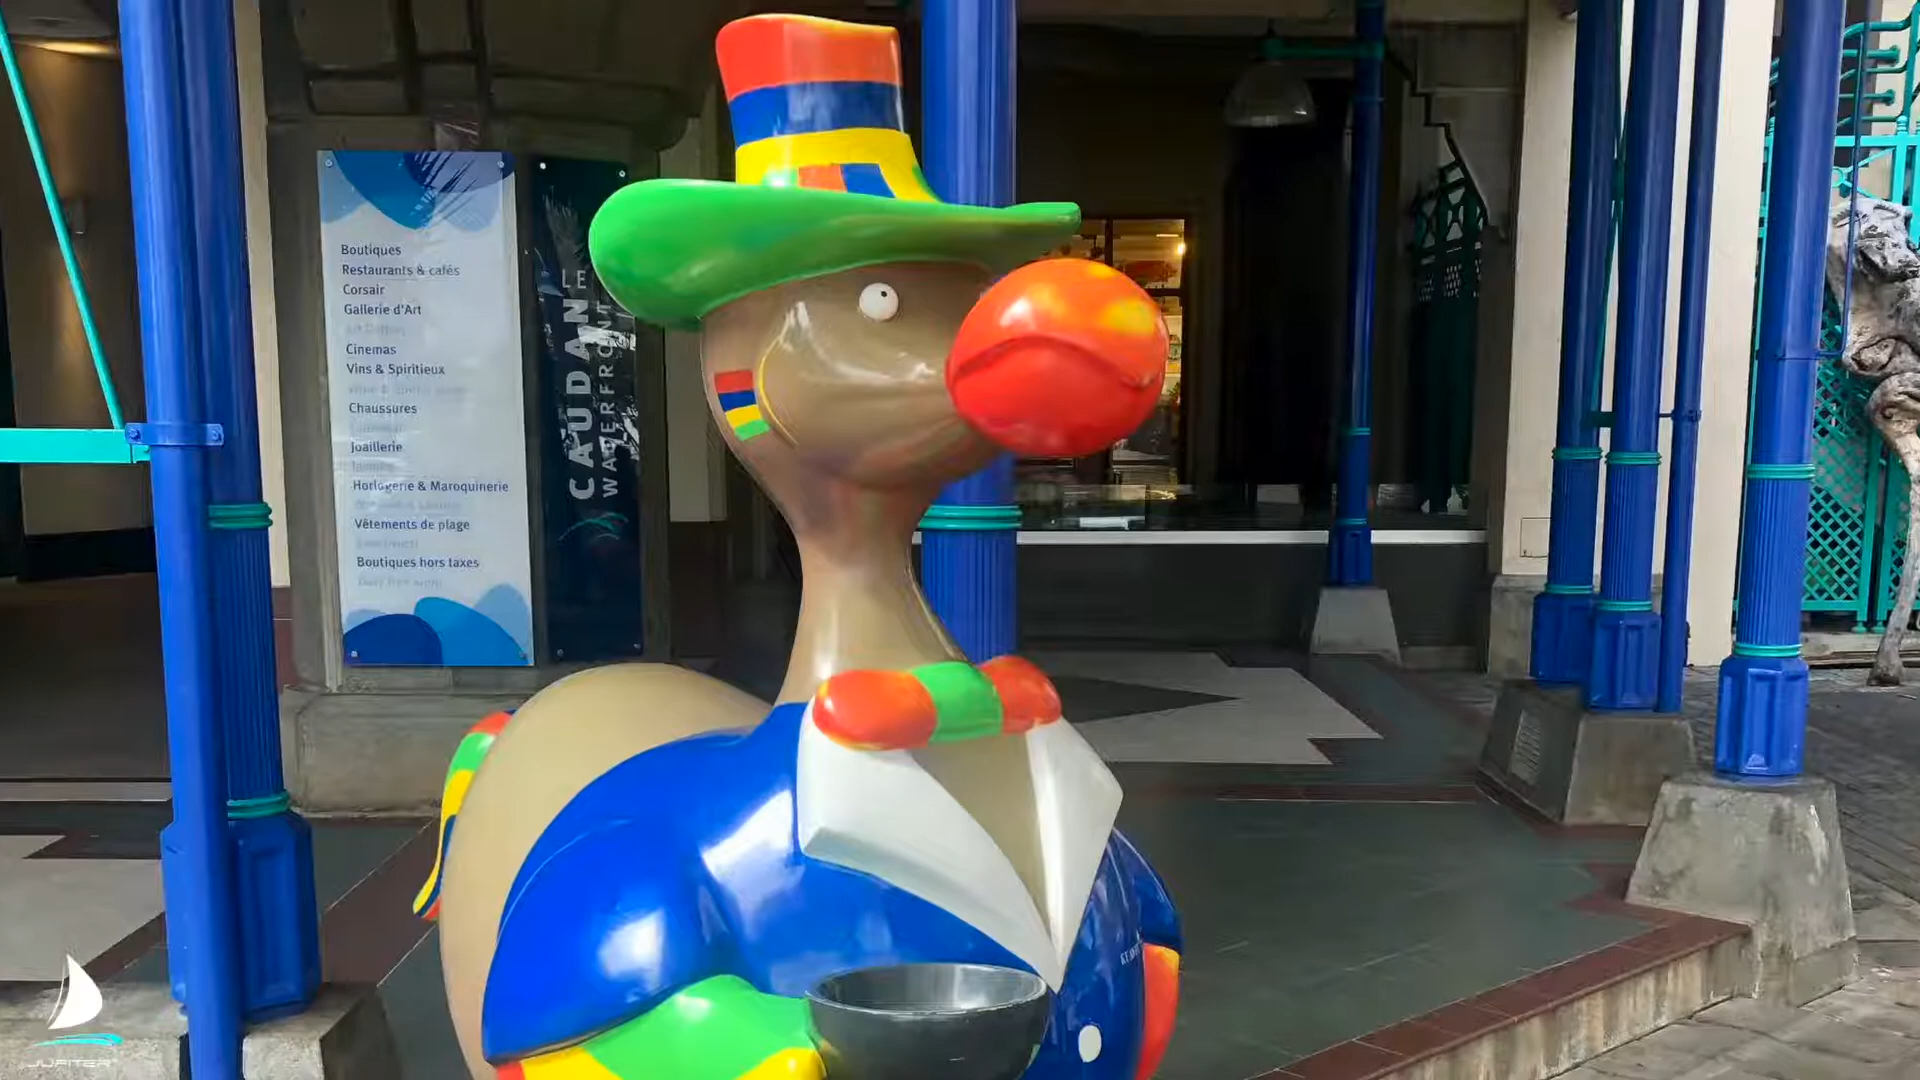 Boutiques
Restaurants & cafés
Corsair
Gallerie d'Art
Cinemas
Vins & Spiritieux
Chaussures
Joaillerie
Horlogerie & Maroquinerie
Vêtements de plage
Boutiques hors taxes
LE
CAUDAN
WATERFRONT
JUPITER